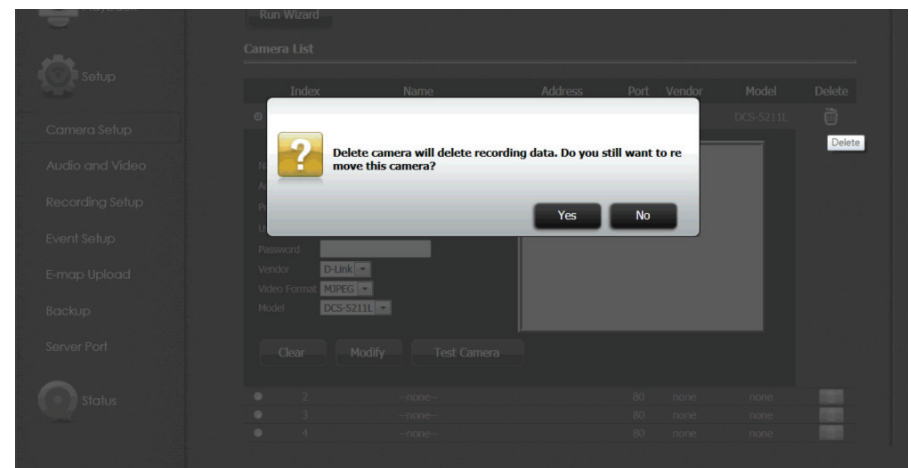 Run Wizard
Camera List
Setup
Index Name Address Port Vendor Model Delete
DCS-5211L
Delete
Camera Setup
Delete camera will delete recording data. Do you still want to re
move this camera?
Audio and Video
Recording Setup
Yes No
Event Setup
Password
E-map Upload
Vendor D-Link
Video Format MJPEG
Backup
Model DCS-5211L
Server Port
Clear Modify Test Camera
Status
2 --none-- 80 none none
3 --none-- 80 none none
4 --none-- 80 none none